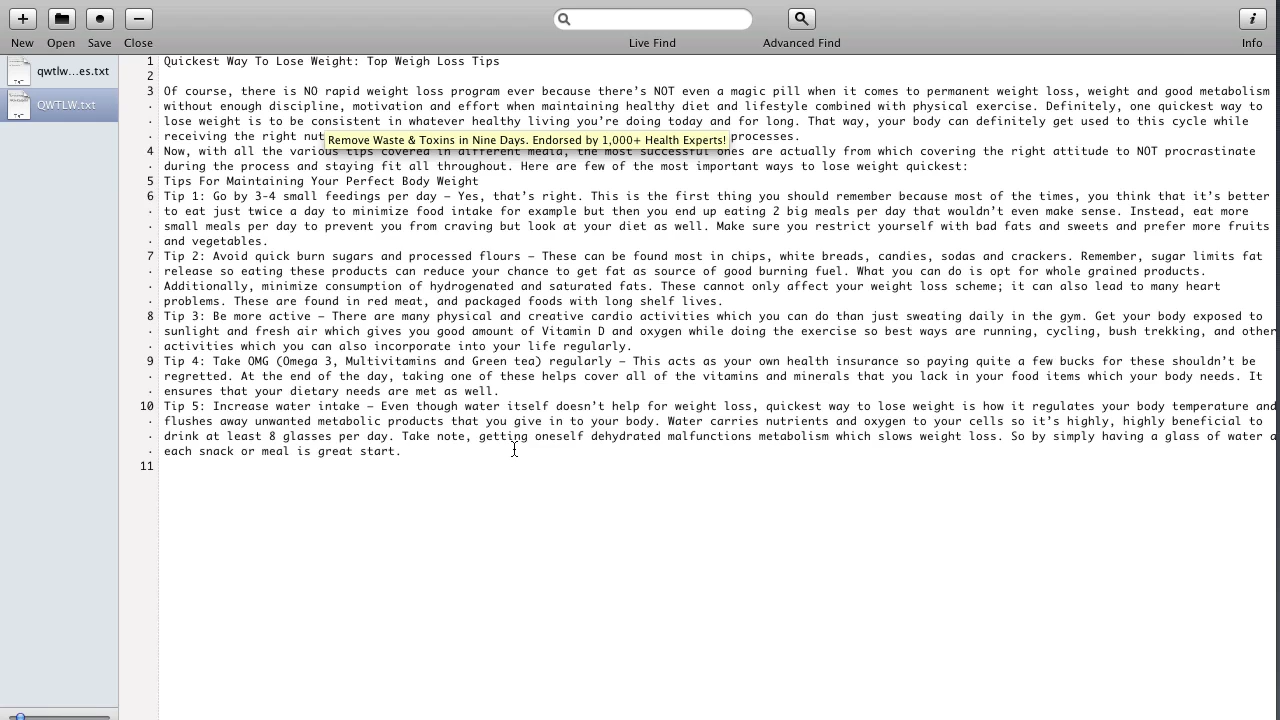 New Open Save Close Live Find Advanced Find Info
qwtlw...es.txt
QWTLW.txt
1 Quickest Way To Lose Weight: Top Weigh Loss Tips
2
3 Of course, there is NO rapid weight loss program ever because there's NOT even a magic pill when it comes to permanent weight loss, weight and good metabolism
· without enough discipline, motivation and effort when maintaining healthy diet and lifestyle combined with physical exercise. Definitely, one quickest way to
· lose weight is to be consistent in whatever healthy living you're doing today and for long. That way, your body can definitely get used to this cycle while
· receiving the right nut processes.
Remove Waste & Toxins in Nine Days. Endorsed by 1,000+ Health Experts!
4 Now, with all the various tips covered in different media, the most successful ones are actually from which covering the right attitude to NOT procrastinate
· during the process and staying fit all throughout. Here are few of the most important ways to lose weight quickest:
5 Tips For Maintaining Your Perfect Body Weight
6 Tip 1: Go by 3-4 small feedings per day – Yes, that's right. This is the first thing you should remember because most of the times, you think that it's better
· to eat just twice a day to minimize food intake for example but then you end up eating 2 big meals per day that wouldn't even make sense. Instead, eat more
· small meals per day to prevent you from craving but look at your diet as well. Make sure you restrict yourself with bad fats and sweets and prefer more fruits
· and vegetables.
7 Tip 2: Avoid quick burn sugars and processed flours – These can be found most in chips, white breads, candies, sodas and crackers. Remember, sugar limits fat
· release so eating these products can reduce your chance to get fat as source of good burning fuel. What you can do is opt for whole grained products.
· Additionally, minimize consumption of hydrogenated and saturated fats. These cannot only affect your weight loss scheme; it can also lead to many heart
· problems. These are found in red meat, and packaged foods with long shelf lives.
8 Tip 3: Be more active – There are many physical and creative cardio activities which you can do than just sweating daily in the gym. Get your body exposed to
· sunlight and fresh air which gives you good amount of Vitamin D and oxygen while doing the exercise so best ways are running, cycling, bush trekking, and other
· activities which you can also incorporate into your life regularly.
9 Tip 4: Take OMG (Omega 3, Multivitamins and Green tea) regularly – This acts as your own health insurance so paying quite a few bucks for these shouldn't be
· regretted. At the end of the day, taking one of these helps cover all of the vitamins and minerals that you lack in your food items which your body needs. It
· ensures that your dietary needs are met as well.
10 Tip 5: Increase water intake – Even though water itself doesn't help for weight loss, quickest way to lose weight is how it regulates your body temperature and
· flushes away unwanted metabolic products that you give in to your body. Water carries nutrients and oxygen to your cells so it's highly, highly beneficial to
· drink at least 8 glasses per day. Take note, getting oneself dehydrated malfunctions metabolism which slows weight loss. So by simply having a glass of water a
· each snack or meal is great start.
11